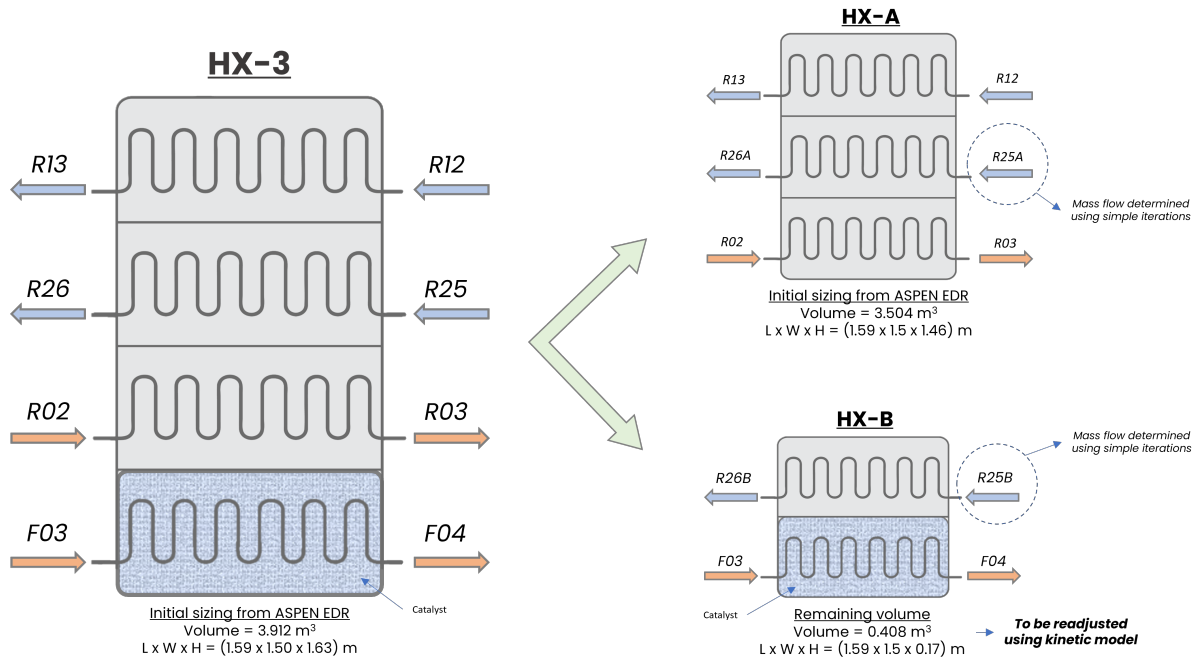 HX-3
R13
R12
R26
R25
R02
R03
F03
F04
Catalyst
Initial sizing from ASPEN EDR
Volume = 3.912 m³
L x W x H = (1.59 x 1.50 x 1.63) m
HX-A
R13
R12
R26A
R25A
Mass flow determined
using simple iterations
R02
R03
Initial sizing from ASPEN EDR
Volume = 3.504 m³
L x W x H = (1.59 x 1.5 x 1.46) m
HX-B
Mass flow determined
using simple iterations
R26B
R25B
F03
F04
Catalyst
Remaining volume
Volume = 0.408 m³
L x W x H = (1.59 x 1.5 x 0.17) m
To be readjusted
using kinetic model